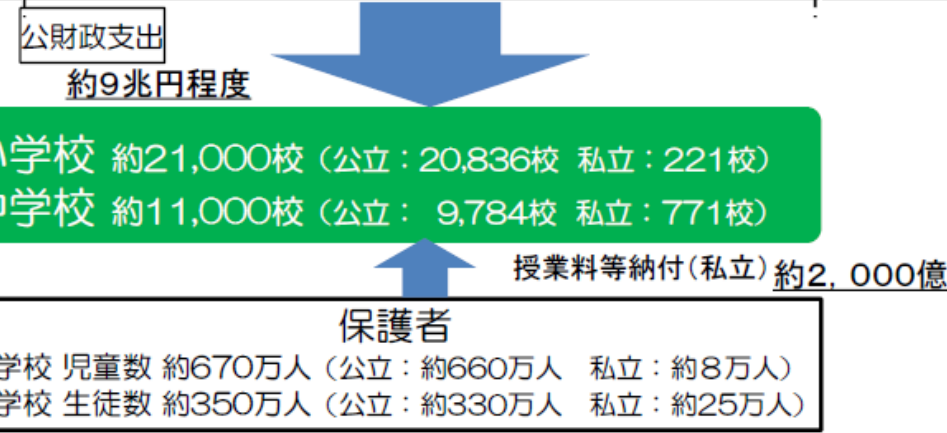 公財政支出
約9兆円程度
小学校 約21,000校（公立：20,836校 私立：221校）
中学校 約11,000校（公立： 9,784校 私立：771校）
授業料等納付（私立）約2，000億
保護者
学校 児童数 約670万人（公立：約660万人 私立：約8万人）
学校 生徒数 約350万人（公立：約330万人 私立：約25万人）